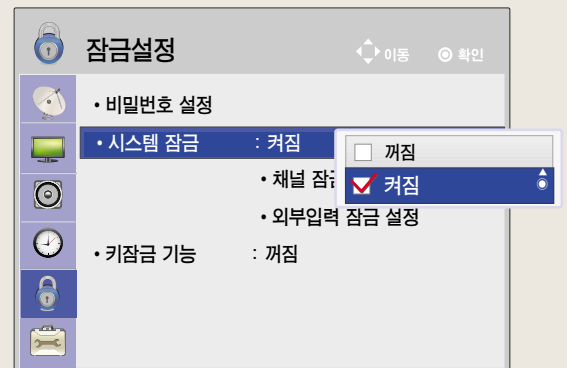 잠금설정 이동 확인
• 비밀번호 설정
• 시스템 잠금 : 켜짐
꺼짐
켜짐
• 채널 잠금
• 외부입력 잠금 설정
• 키잠금 기능 : 꺼짐